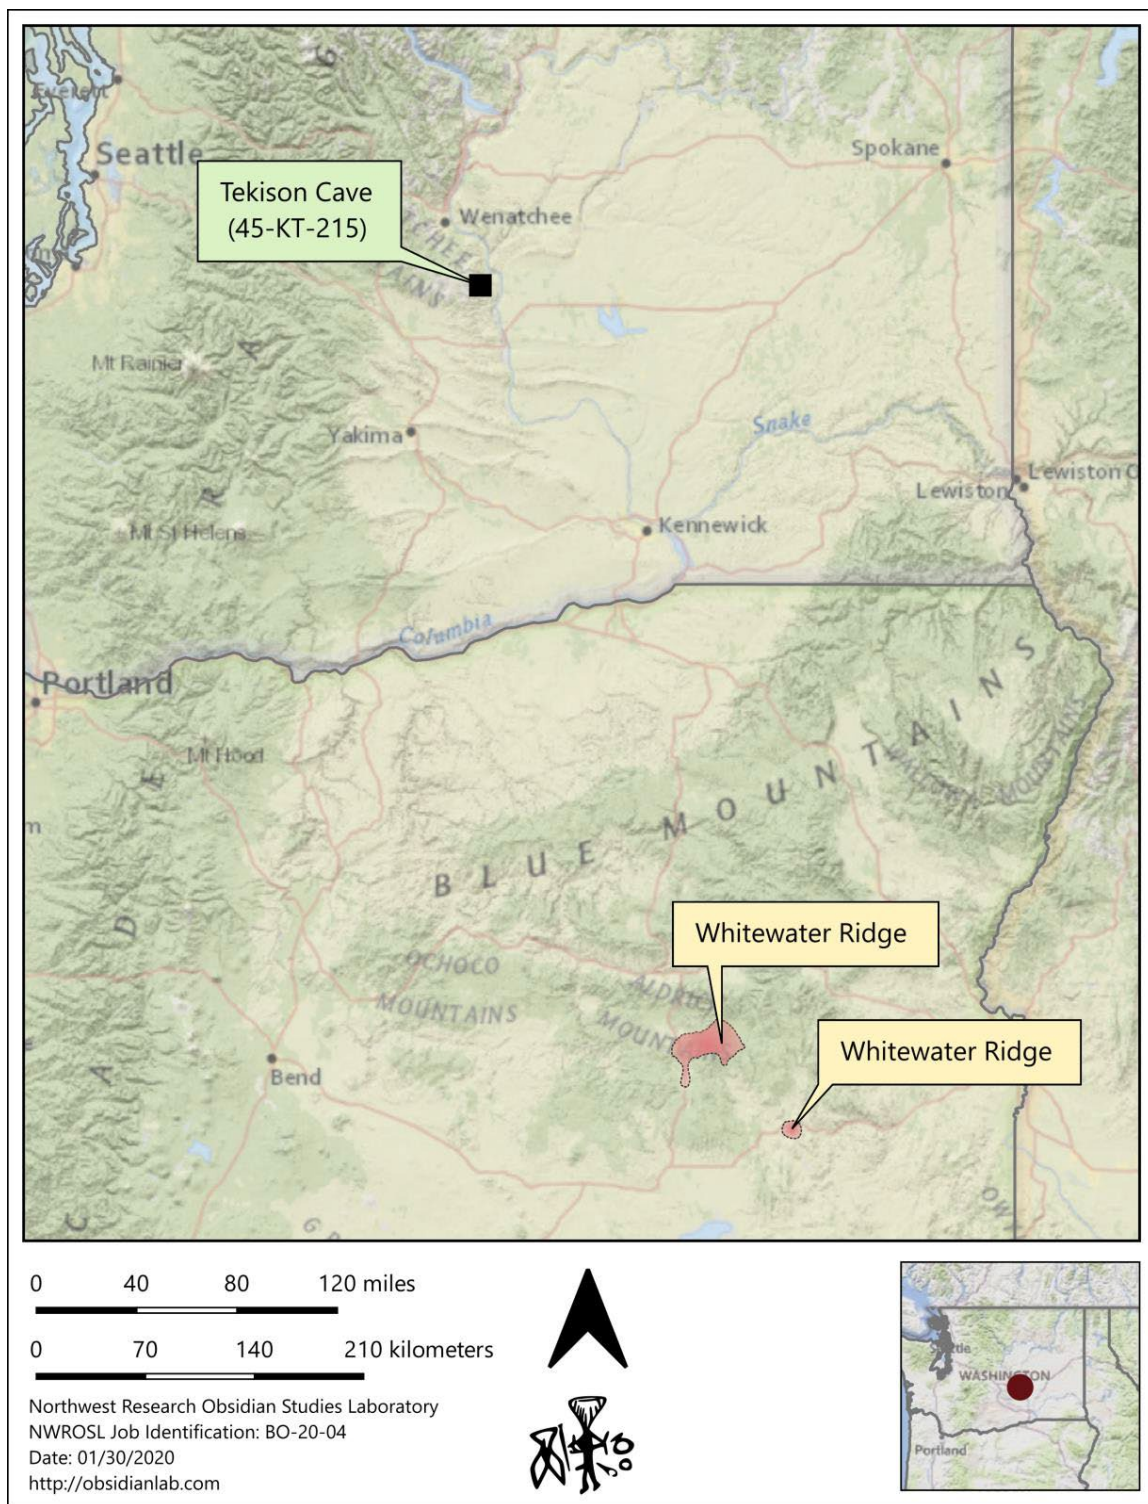 Everett
Seattle
Spokane
Tekison Cave
(45-KT-215)
Wenatchee
Mt Rainier
Yakima
Snake
Lewiston
Lewiston O
Mt St Helens
Kennewick
Columbia
Portland
Mt Hood
BLUE MOUNTAINS
MOUNTAINS
Whitewater Ridge
OCHOCO
MOUNTAINS
Whitewater Ridge
Bend
0 40 80 120 miles
0 70 140 210 kilometers
Northwest Research Obsidian Studies Laboratory
NWROSL Job Identification: BO-20-04
Date: 01/30/2020
http://obsidianlab.com
WASHINGTON
Portland